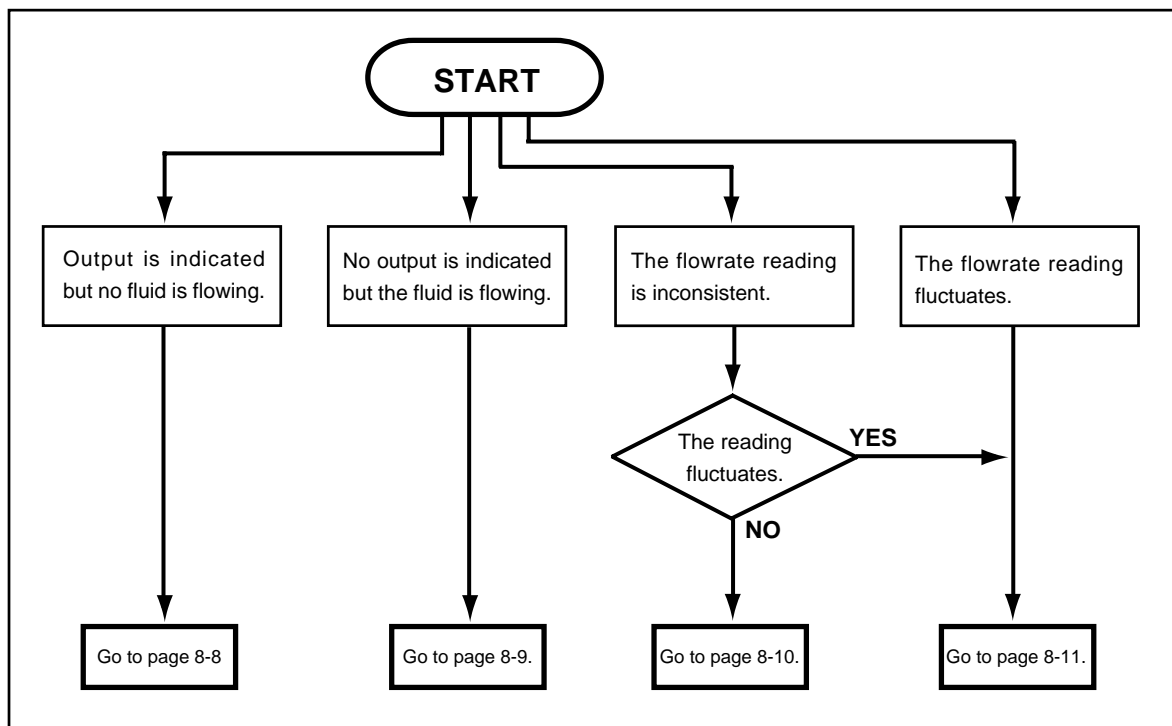 START
Output is indicated
but no fluid is flowing.
No output is indicated
but the fluid is flowing.
The flowrate reading
is inconsistent.
The flowrate reading
fluctuates.
The reading
fluctuates.
YES
NO
Go to page 8-8
Go to page 8-9.
Go to page 8-10.
Go to page 8-11.